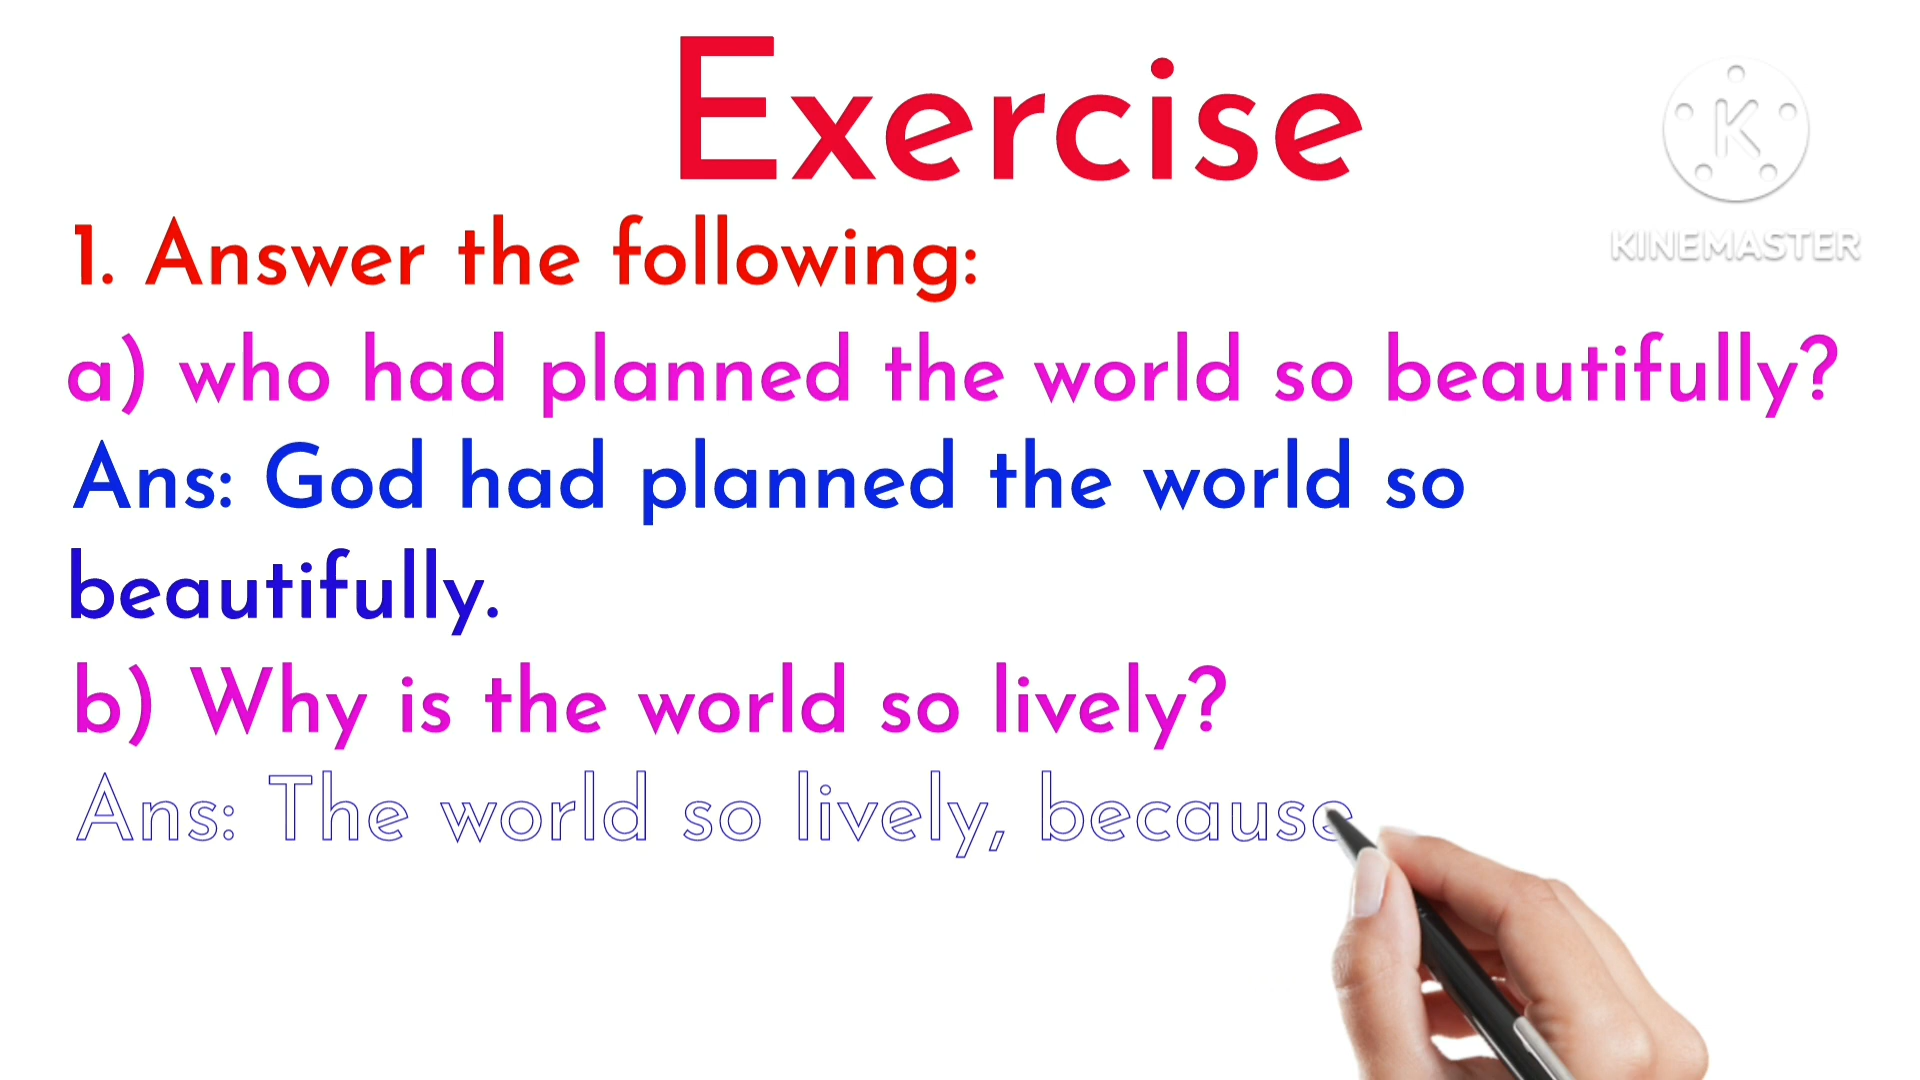 Exercise
K
KINEMASTER
1. Answer the following:
a) who had planned the world so beautifully?
Ans: God had planned the world so
beautifully.
b) Why is the world so lively?
Ans: The world so lively, because